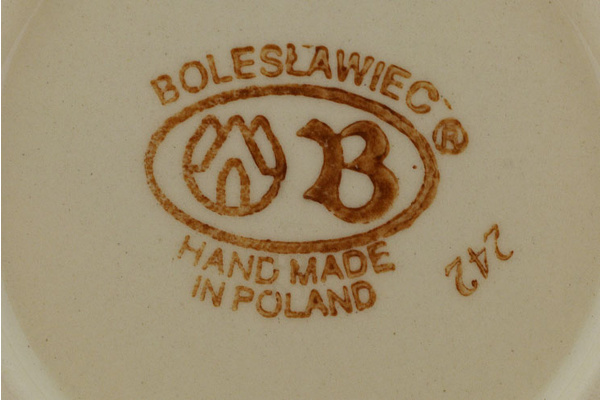 BOLESŁAWIEC®
B
HAND MADE
IN POLAND
242